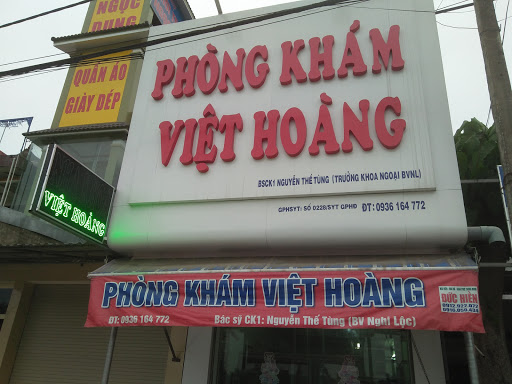 NGỌC
DUNG
QUẦN ÁO
GIÀY DÉP
PHÒNG KHÁM
VIỆT HOÀNG
BSCK1 NGUYỄN THẾ TÙNG (TRƯỞNG KHOA NGOẠI BVNL)
GPHSYT: SỐ 0228/SYT GPHĐ ĐT: 0936 164 772
VIỆT HOÀNG
PHÒNG KHÁM VIỆT HOÀNG
ĐT: 0936 164 772 Bác sỹ CK1: Nguyễn Thế Tùng (BV Nghi Lộc)
ĐỨC HIỀN